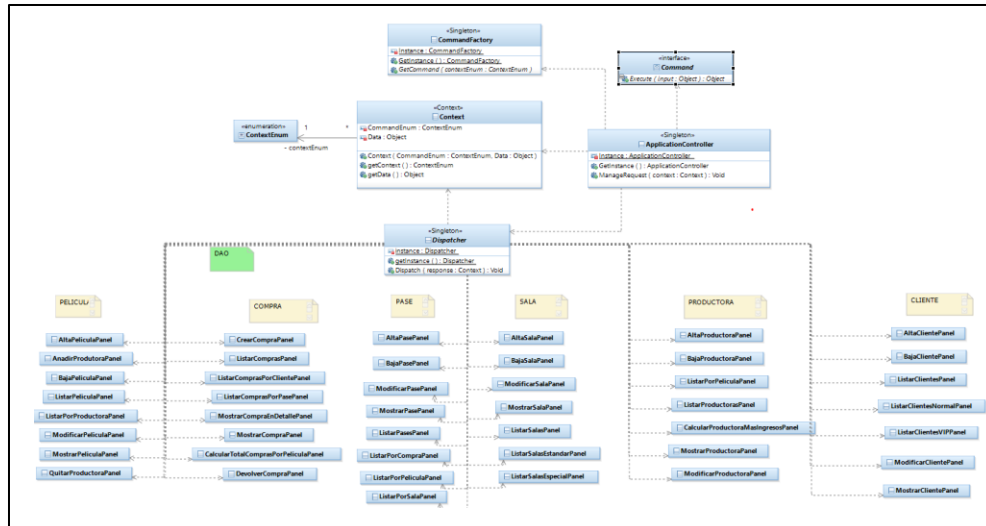 «Singleton»
CommandFactory
Instance : CommandFactory
GetInstance ( ) : CommandFactory
GetCommand ( contextEnum : ContextEnum )
«interface»
Command
Execute ( input : Object ) : Object
«Context»
Context
CommandEnum : ContextEnum
Data : Object
Context ( CommandEnum : ContextEnum, Data : Object )
getContext ( ) : ContextEnum
getData ( ) : Object
«enumeration»
ContextEnum
1
*
- contextEnum
«Singleton»
ApplicationController
Instance : ApplicationController
GetInstance ( ) : ApplicationController
ManageRequest ( context : Context ) : Void
«Singleton»
Dispatcher
Instance : Dispatcher
getInstance ( ) : Dispatcher
Dispatch ( response : Context ) : Void
DAO
PELICUL
AltaPeliculaPanel
AnadirProdutoraPanel
BajaPeliculaPanel
ListarPeliculaPanel
ListarPorProductoraPanel
ModificarPeliculaPanel
MostrarPeliculaPanel
QuitarProductoraPanel
COMPRA
CrearCompraPanel
ListarComprasPanel
ListarComprasPorClientePanel
ListarComprasPorPasePanel
MostrarCompraEnDetallePanel
MostrarCompraPanel
CalcularTotalComprasPorPeliculaPanel
DevolverCompraPanel
PASE
AltaPasePanel
BajaPasePanel
ModificarPasePanel
MostrarPasePanel
ListarPasesPanel
ListarPorCompraPanel
ListarPorPeliculaPanel
ListarPorSalaPanel
SALA
AltaSalaPanel
BajaSalaPanel
ModificarSalaPanel
MostrarSalaPanel
ListarSalasPanel
ListarSalasEstandarPanel
ListarSalasEspecialPanel
PRODUCTORA
AltaProductoraPanel
BajaProductoraPanel
ListarPorPeliculaPanel
ListarProductorasPanel
CalcularProductoraMasIngresosPanel
MostrarProductoraPanel
ModificarProductoraPanel
CLIENTE
AltaClientePanel
BajaClientePanel
ListarClientesPanel
ListarClientesNormalPanel
ListarClientesVIPPanel
ModificarClientePanel
MostrarClientePanel